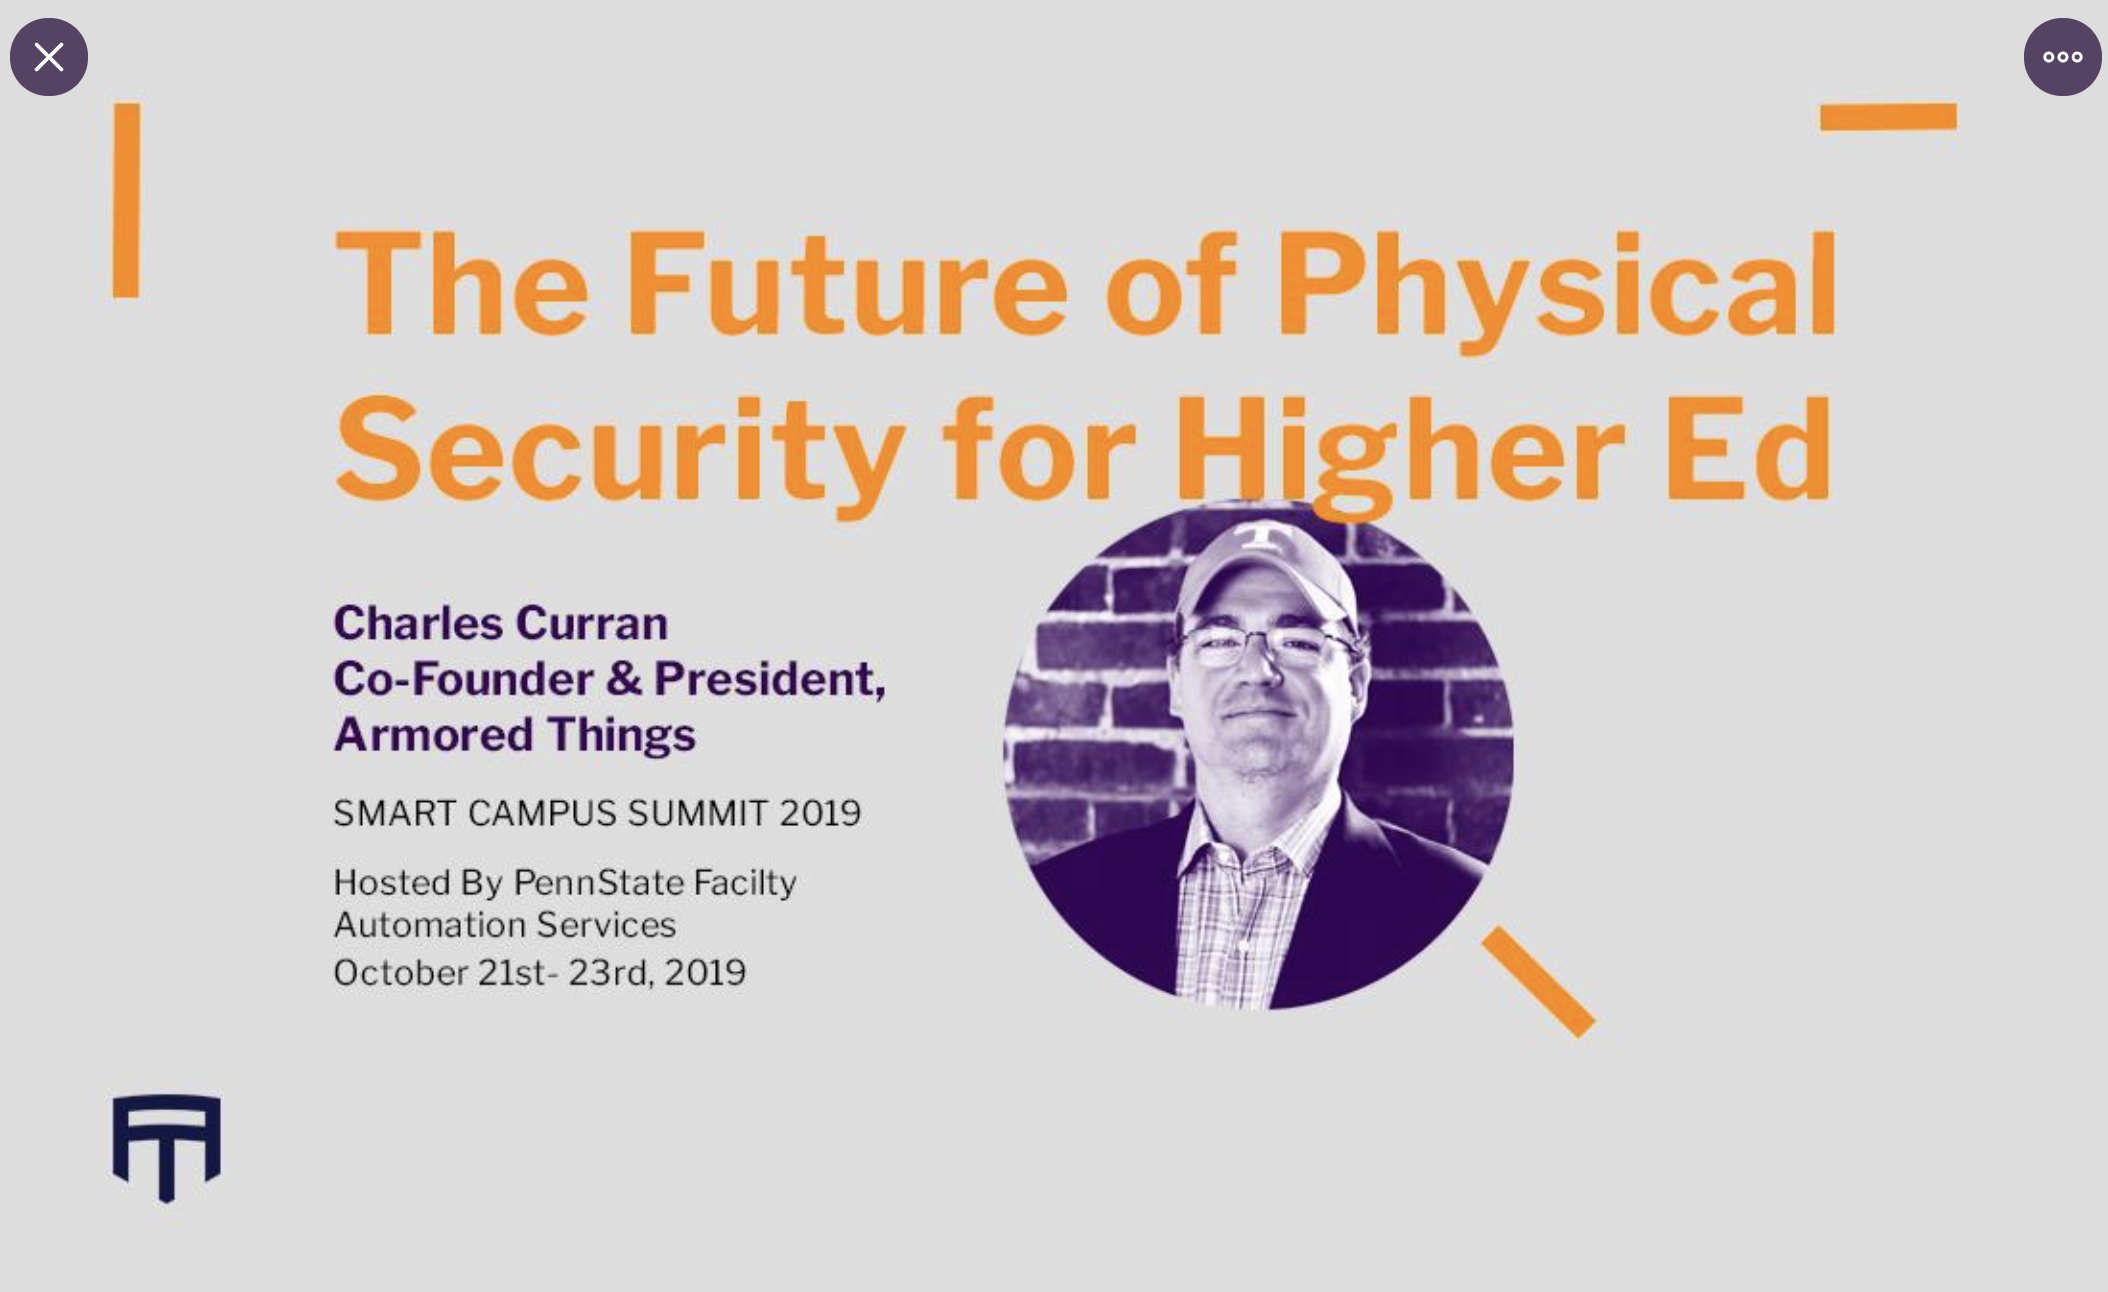 The Future of Physical
Security for Higher Ed
T
Charles Curran
Co-Founder & President,
Armored Things
SMART CAMPUS SUMMIT 2019
Hosted By PennState Facilty
Automation Services
October 21st- 23rd, 2019